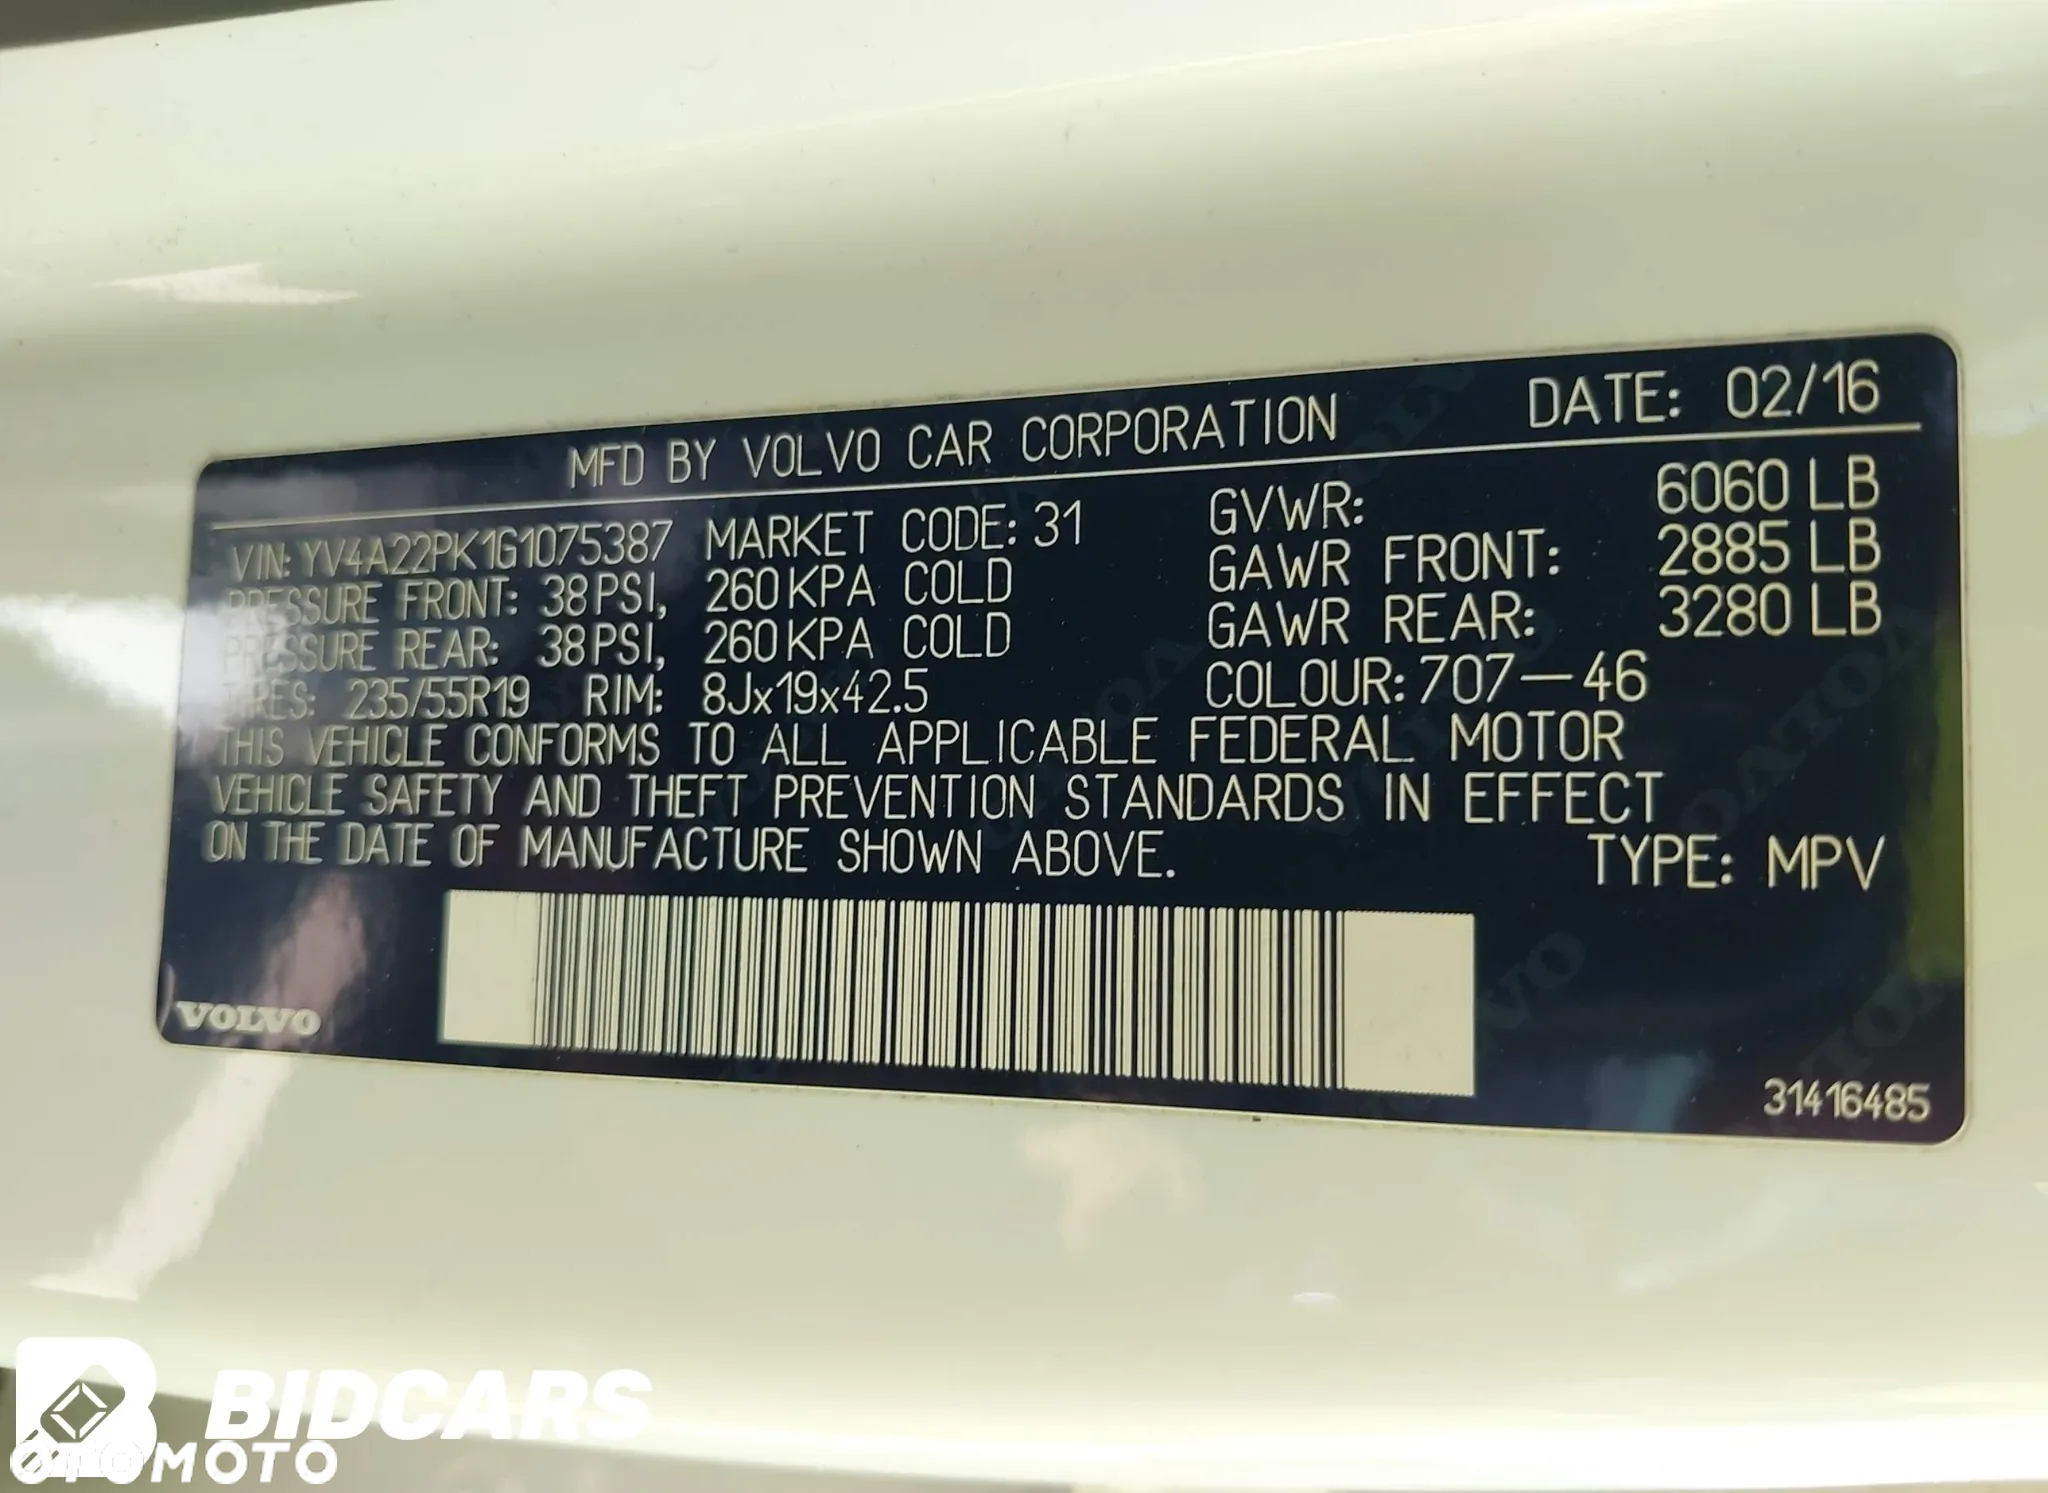 MFD BY VOLVO CAR CORPORATION DATE: 02/16
VIN: YV4A22PK1G1075387 MARKET CODE: 31 GVWR: 6060 LB
PRESSURE FRONT: 38 PSI, 260 KPA COLD GAWR FRONT: 2885 LB
PRESSURE REAR: 38 PSI, 260 KPA COLD GAWR REAR: 3280 LB
TIRES: 235/55R19 RIM: 8Jx19x42.5 COLOUR: 707-46
THIS VEHICLE CONFORMS TO ALL APPLICABLE FEDERAL MOTOR
VEHICLE SAFETY AND THEFT PREVENTION STANDARDS IN EFFECT
ON THE DATE OF MANUFACTURE SHOWN ABOVE. TYPE: MPV
VOLVO
31416485
BIDCARS
OTOMOTO